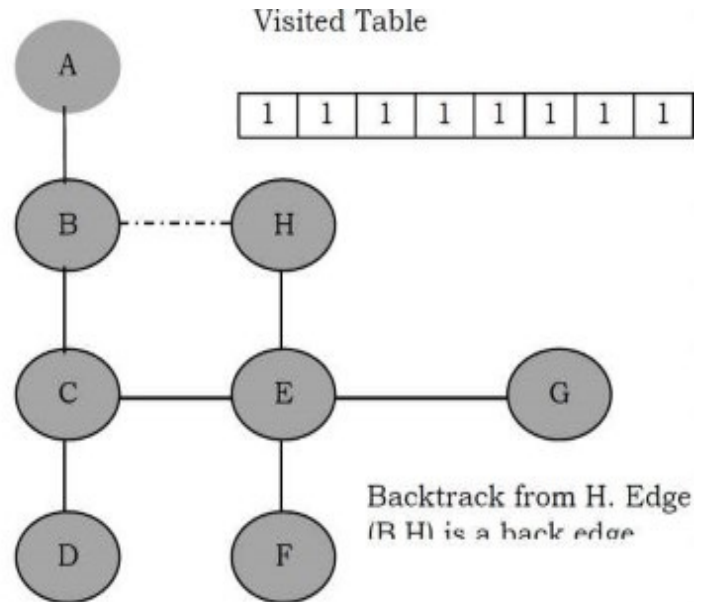 Visited Table
A
1 1 1 1 1 1 1 1
B H
C E G
Backtrack from H. Edge
(B,H) is a back edge
D F